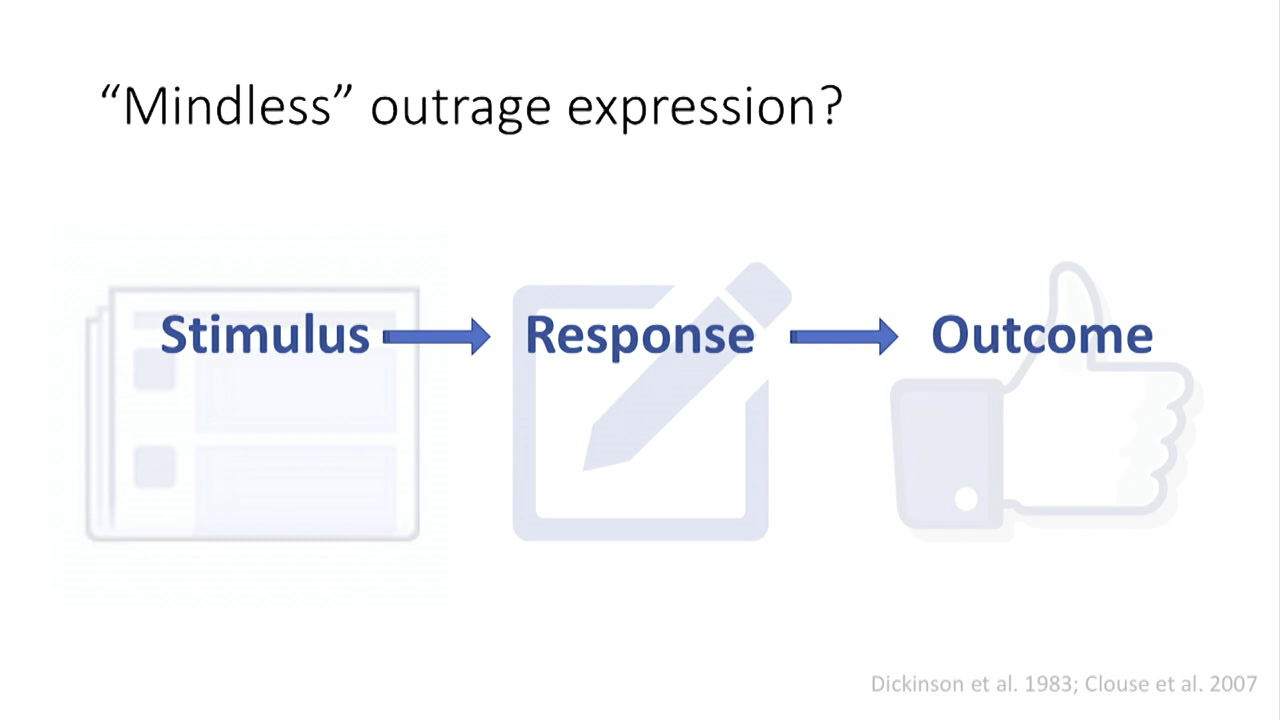 “Mindless” outrage expression?
Stimulus Response Outcome
Dickinson et al. 1983; Clouse et al. 2007